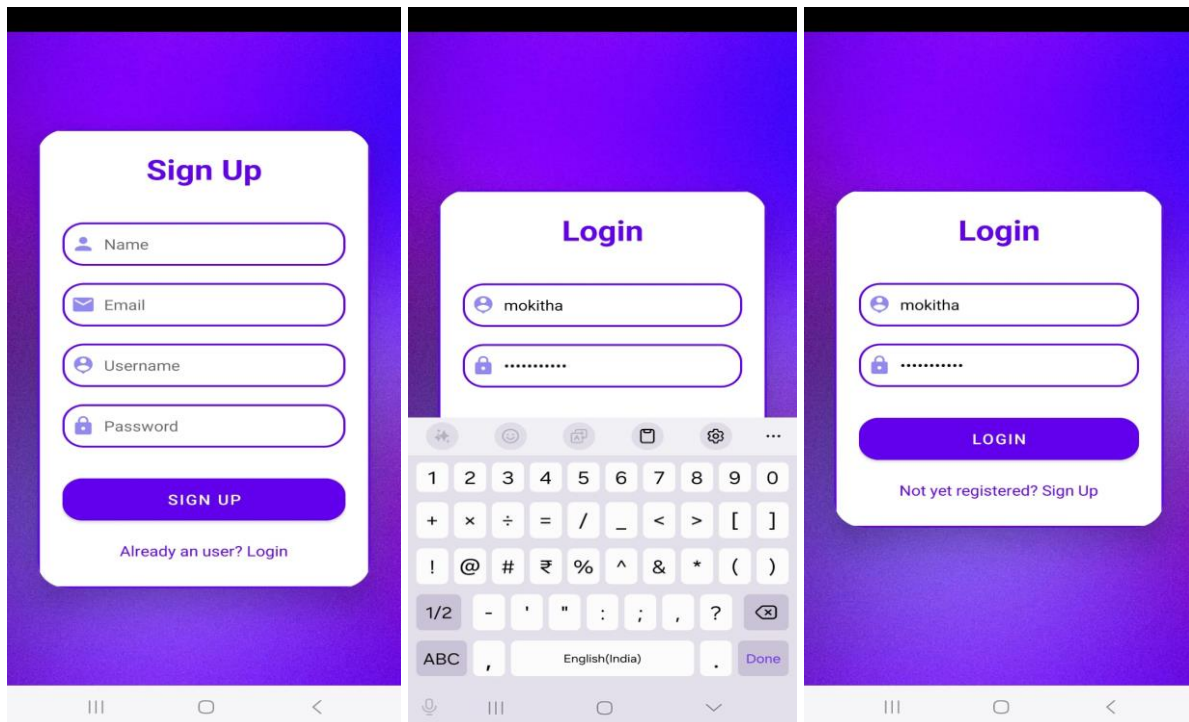 Sign Up
Name
Email
Username
Password
SIGN UP
Already an user? Login
Login
mokitha
•••••••••••
1 2 3 4 5 6 7 8 9 0
+ × ÷ = / _ < > [ ]
! @ # ₹ % ^ & * ( )
1/2 - ' " : ; , ?
ABC , English(India) . Done
Login
mokitha
•••••••••••
LOGIN
Not yet registered? Sign Up